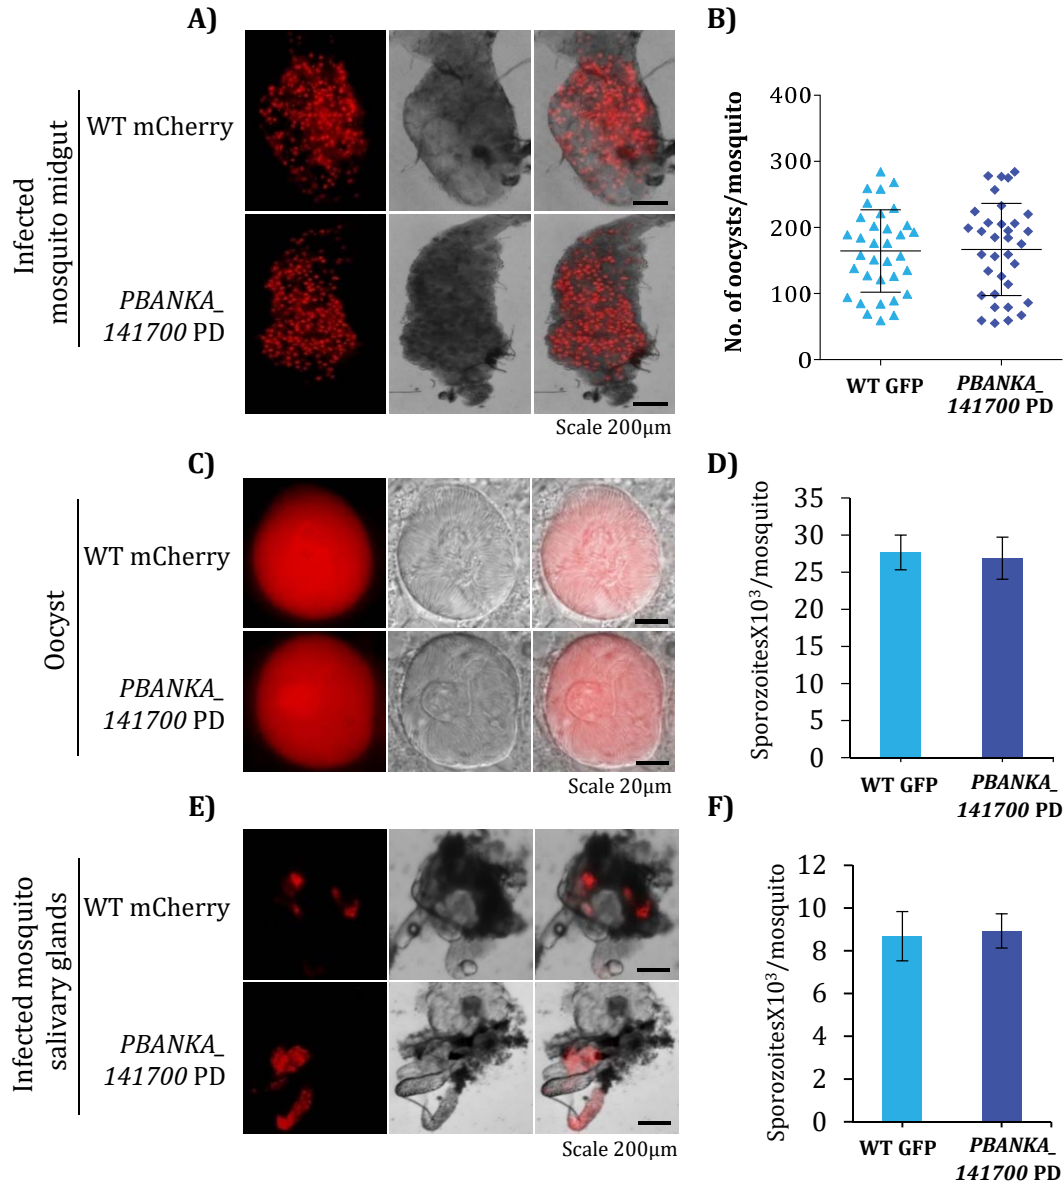 A)
Infected
mosquito midgut
WT mCherry
PBANKA_
141700 PD
Scale 200µm
B)
No. of oocysts/mosquito
400
300
200
100
0
WT GFP
PBANKA_
141700 PD
C)
Oocyst
WT mCherry
PBANKA_
141700 PD
Scale 20µm
D)
SporozoitesX10³/mosquito
35
30
25
20
15
10
5
0
WT GFP
PBANKA_
141700 PD
E)
Infected mosquito
salivary glands
WT mCherry
PBANKA_
141700 PD
Scale 200µm
F)
SporozoitesX10³/mosquito
12
10
8
6
4
2
0
WT GFP
PBANKA_
141700 PD